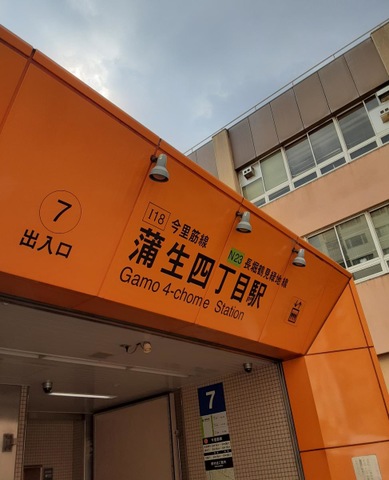 7
出入口
I18 今里筋線
N23 長堀鶴見緑地線
蒲生四丁目駅
Gamo 4-chome Station
7